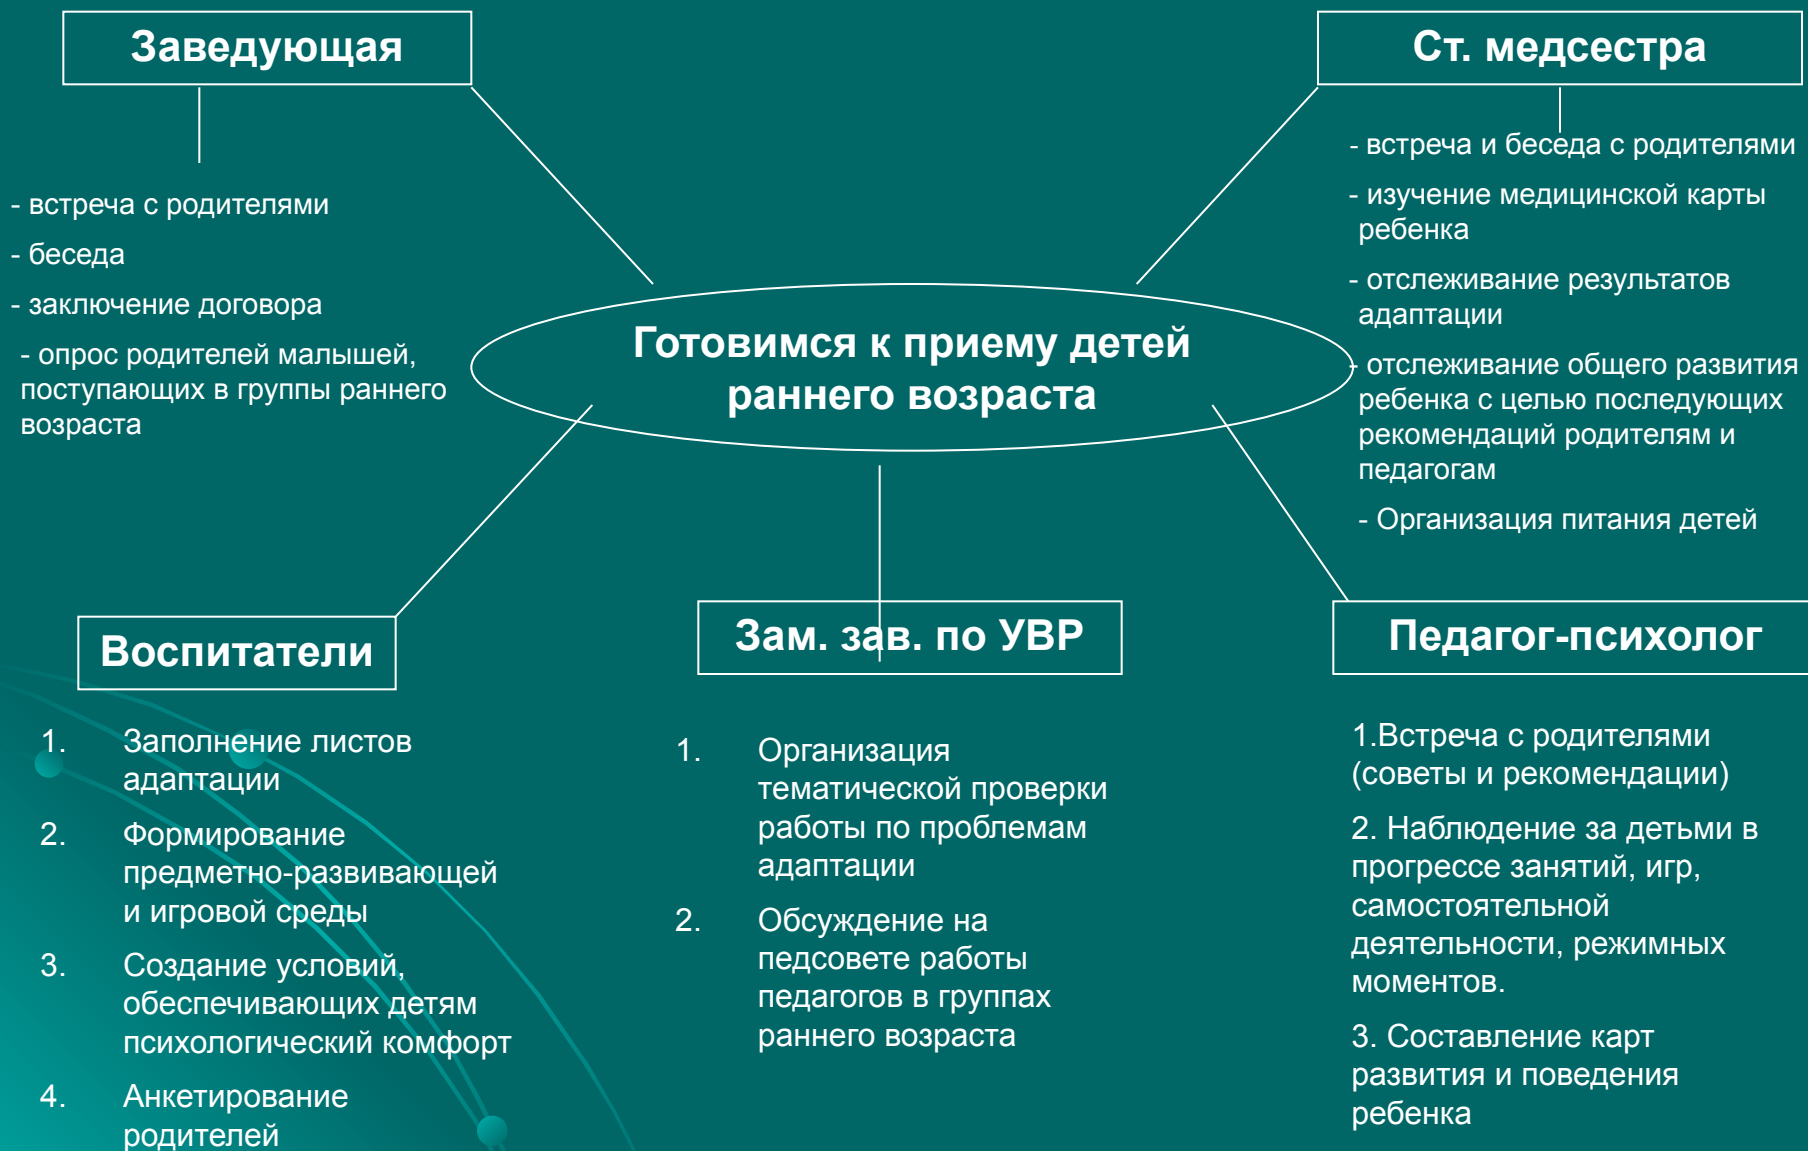 Заведующая
- встреча с родителями
- беседа
- заключение договора
- опрос родителей малышей,
поступающих в группы раннего
возраста
Ст. медсестра
- встреча и беседа с родителями
- изучение медицинской карты
ребенка
- отслеживание результатов
адаптации
- отслеживание общего развития
ребенка с целью последующих
рекомендаций родителям и
педагогам
- Организация питания детей
Готовимся к приему детей
раннего возраста
Воспитатели
1. Заполнение листов
адаптации
2. Формирование
предметно-развивающей
и игровой среды
3. Создание условий,
обеспечивающих детям
психологический комфорт
4. Анкетирование
родителей
Зам. зав. по УВР
1. Организация
тематической проверки
работы по проблемам
адаптации
2. Обсуждение на
педсовете работы
педагогов в группах
раннего возраста
Педагог-психолог
1.Встреча с родителями
(советы и рекомендации)
2. Наблюдение за детьми в
прогрессе занятий, игр,
самостоятельной
деятельности, режимных
моментов.
3. Составление карт
развития и поведения
ребенка